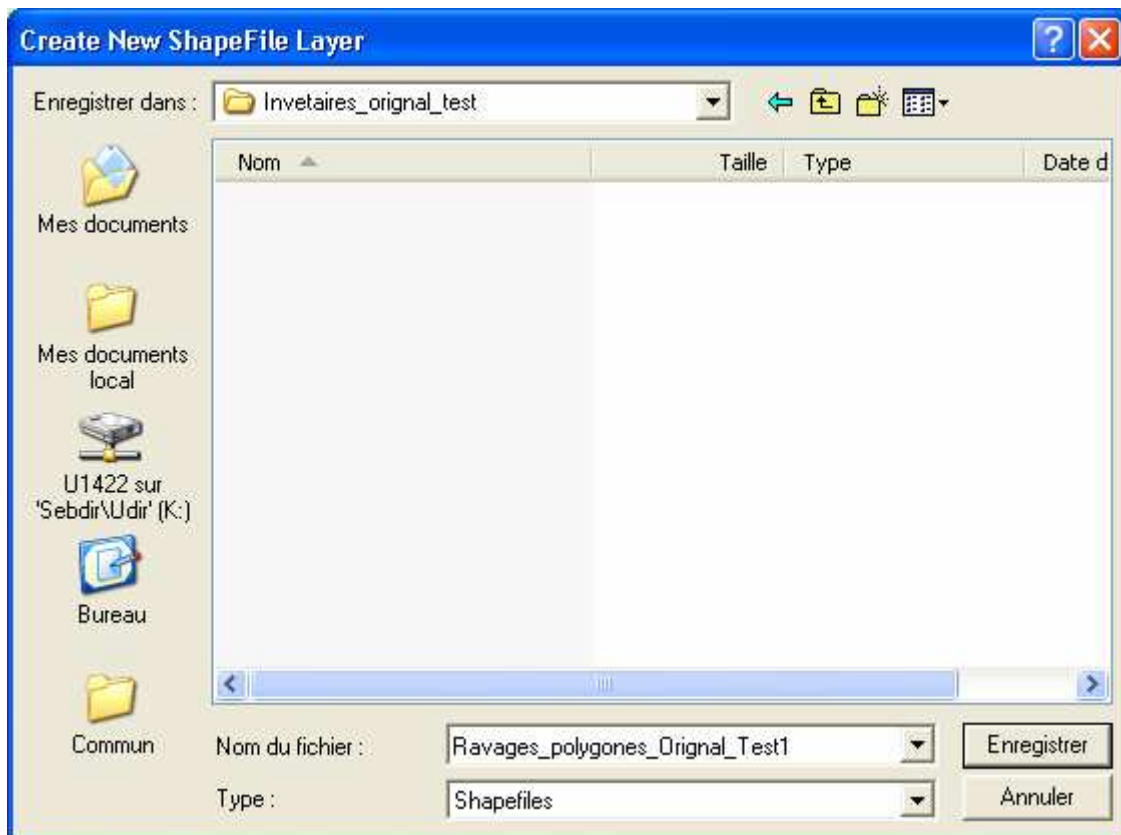 Create New ShapeFile Layer
Enregistrer dans :
Invetaires_orignal_test
Nom
Taille
Type
Date d
Mes documents
Mes documents
local
U1422 sur
'Sebdir\Udir' (K:)
Bureau
Commun
Nom du fichier :
Ravages_polygones_Orignal_Test1
Enregistrer
Type :
Shapefiles
Annuler